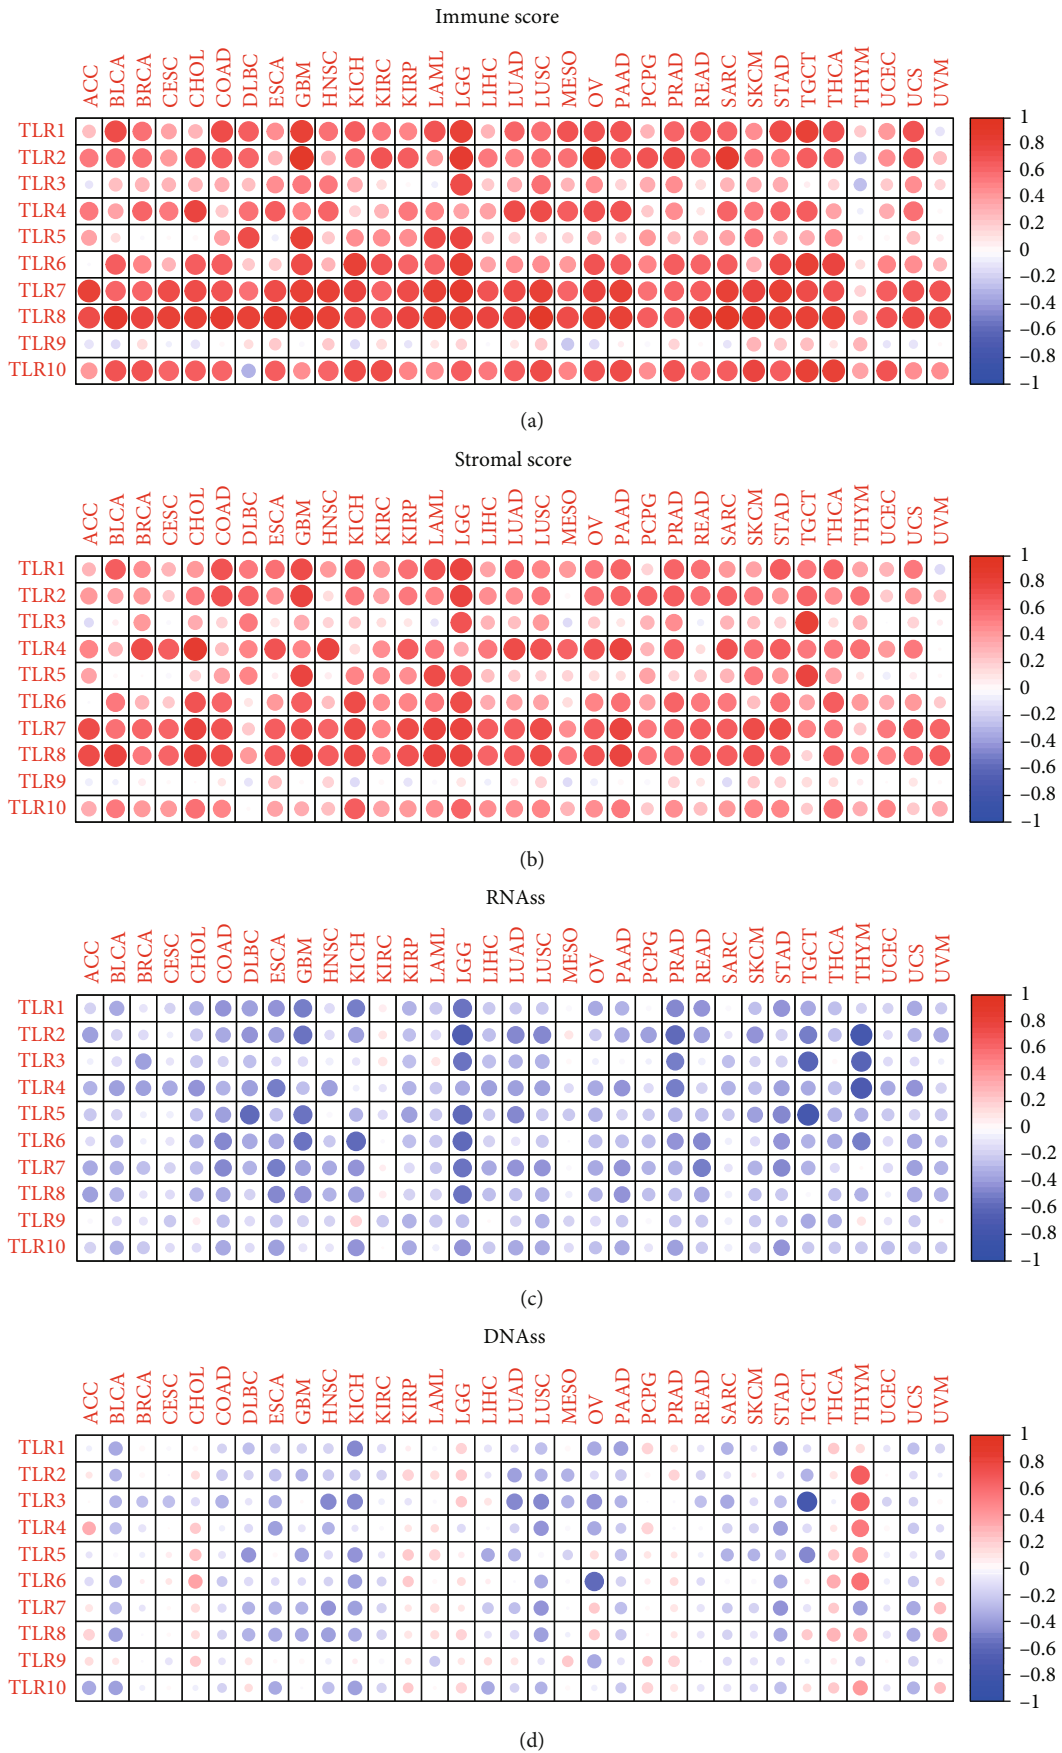 Immune score
ACC BLCA BRCA CESC CHOL COAD DLBC ESCA GBM HNSC KICH KIRC KIRP LAML LGG LIHC LUAD LUSC MESO OV PAAD PCPG PRAD READ SARC SKCM STAD TGCT THCA THYM UCEC UCS UVM
TLR1
TLR2
TLR3
TLR4
TLR5
TLR6
TLR7
TLR8
TLR9
TLR10
1
0.8
0.6
0.4
0.2
0
−0.2
−0.4
−0.6
−0.8
−1
(a)
Stromal score
ACC BLCA BRCA CESC CHOL COAD DLBC ESCA GBM HNSC KICH KIRC KIRP LAML LGG LIHC LUAD LUSC MESO OV PAAD PCPG PRAD READ SARC SKCM STAD TGCT THCA THYM UCEC UCS UVM
TLR1
TLR2
TLR3
TLR4
TLR5
TLR6
TLR7
TLR8
TLR9
TLR10
1
0.8
0.6
0.4
0.2
0
−0.2
−0.4
−0.6
−0.8
−1
(b)
RNAss
ACC BLCA BRCA CESC CHOL COAD DLBC ESCA GBM HNSC KICH KIRC KIRP LAML LGG LIHC LUAD LUSC MESO OV PAAD PCPG PRAD READ SARC SKCM STAD TGCT THCA THYM UCEC UCS UVM
TLR1
TLR2
TLR3
TLR4
TLR5
TLR6
TLR7
TLR8
TLR9
TLR10
1
0.8
0.6
0.4
0.2
0
−0.2
−0.4
−0.6
−0.8
−1
(c)
DNAss
ACC BLCA BRCA CESC CHOL COAD DLBC ESCA GBM HNSC KICH KIRC KIRP LAML LGG LIHC LUAD LUSC MESO OV PAAD PCPG PRAD READ SARC SKCM STAD TGCT THCA THYM UCEC UCS UVM
TLR1
TLR2
TLR3
TLR4
TLR5
TLR6
TLR7
TLR8
TLR9
TLR10
1
0.8
0.6
0.4
0.2
0
−0.2
−0.4
−0.6
−0.8
−1
(d)